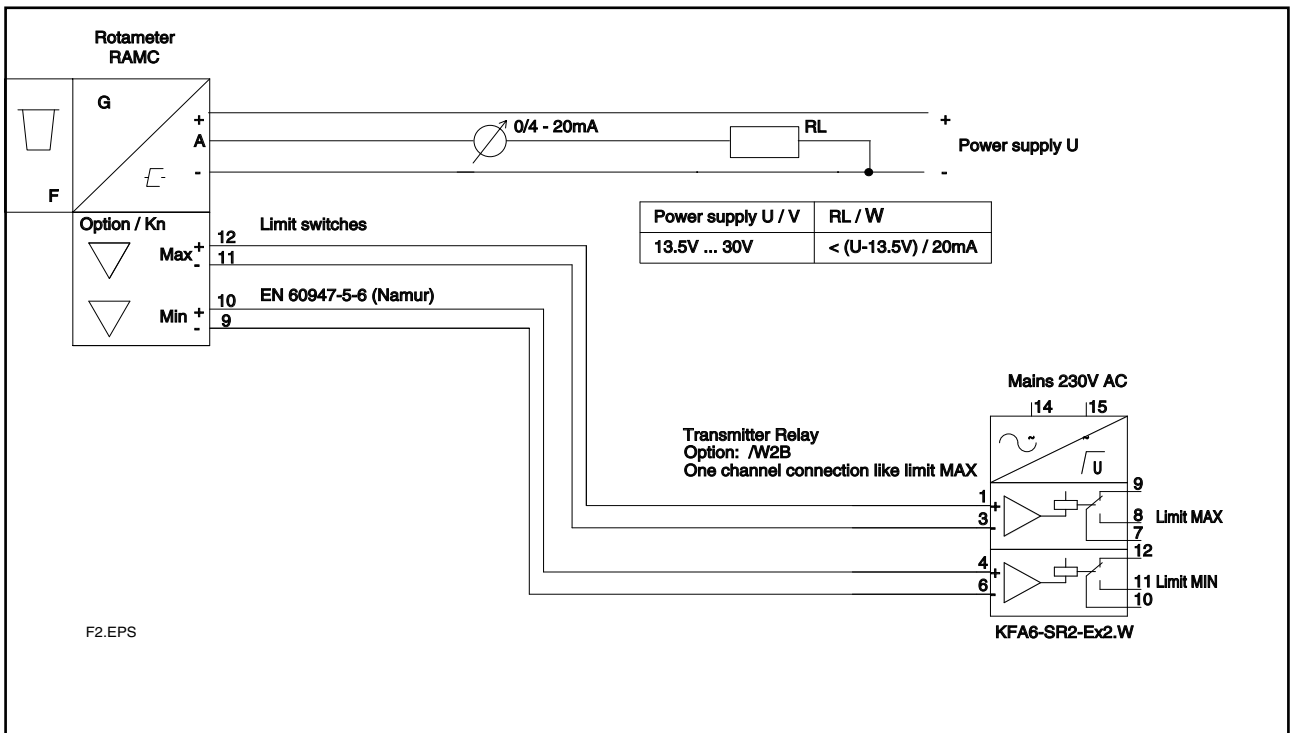 Rotameter
RAMC
G
F
+
A
-
0/4 - 20mA
RL
+
-
Power supply U
Option / Kn
Limit switches
Max + 12
- 11
EN 60947-5-6 (Namur)
Min + 10
- 9
Power supply U / V RL / W
13.5V ... 30V < (U-13.5V) / 20mA
Mains 230V AC
14 15
~
~
U
Transmitter Relay
Option: /W2B
One channel connection like limit MAX
1 +
3 -
9
8 Limit MAX
7
4 +
6 -
12
11 Limit MIN
10
KFA6-SR2-Ex2.W
F2.EPS